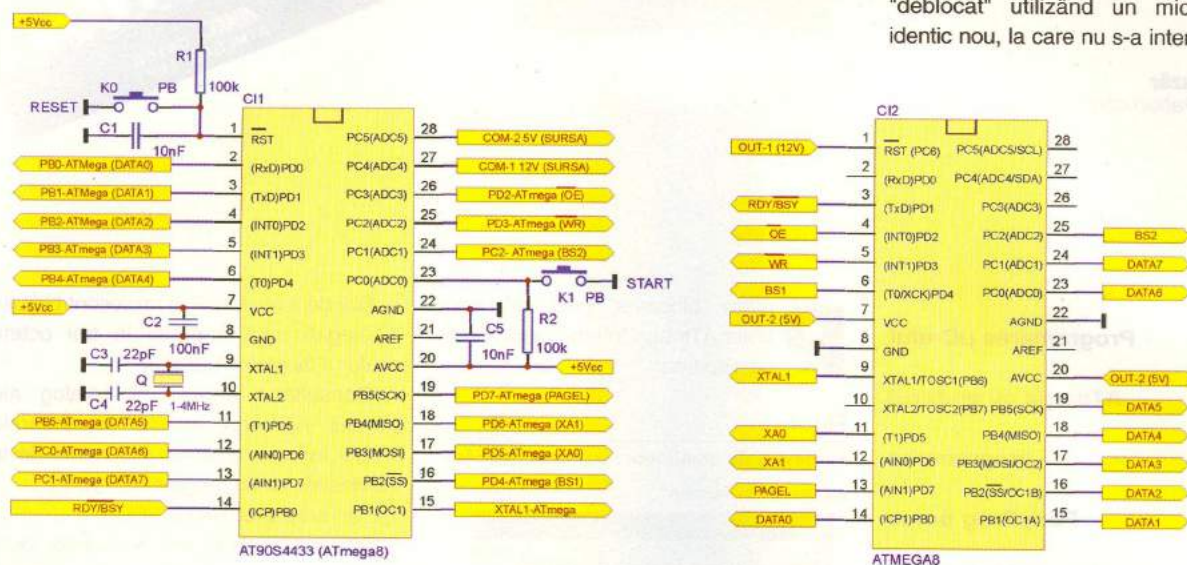 "deblocat" utilizând un
identic nou, la care nu s-a
+5Vcc
R1
100k
K0 PB
RESET
C1
10nF
CI1
1 RST
2 (RxD)PD0
3 (TxD)PD1
4 (INT0)PD2
5 (INT1)PD3
6 (T0)PD4
7 VCC
8 GND
9 XTAL1
10 XTAL2
11 (T1)PD5
12 (AIN0)PD6
13 (AIN1)PD7
14 (ICP)PB0
PB0-ATMega (DATA0)
PB1-ATMega (DATA1)
PB2-ATMega (DATA2)
PB3-ATMega (DATA3)
PB4-ATMega (DATA4)
+5Vcc
C2
100nF
C3 22pF
Q
C4 22pF 1-4MHz
PB5-ATmega (DATA5)
PC0-ATmega (DATA6)
PC1-ATmega (DATA7)
RDY/BSY
PC5(ADC5) 28
PC4(ADC4) 27
PC3(ADC3) 26
PC2(ADC2) 25
PC1(ADC1) 24
PC0(ADC0) 23
AGND 22
AREF 21
AVCC 20
PB5(SCK) 19
PB4(MISO) 18
PB3(MOSI) 17
PB2(SS) 16
PB1(OC1) 15
COM-2 5V (SURSA)
COM-1 12V (SURSA)
PD2-ATmega (OE)
PD3-ATmega (WR)
PC2- ATmega (BS2)
K1 PB
START
C5
10nF
R2
100k
+5Vcc
PD7-ATmega (PAGEL)
PD6-ATmega (XA1)
PD5-ATmega (XA0)
PD4-ATmega (BS1)
XTAL1-ATmega
AT90S4433 (ATmega8)
CI2
OUT-1 (12V)
RDY/BSY
OE
WR
BS1
OUT-2 (5V)
XTAL1
XA0
XA1
PAGEL
DATA0
1 RST (PC6)
2 (RxD)PD0
3 (TxD)PD1
4 (INT0)PD2
5 (INT1)PD3
6 (T0/XCK)PD4
7 VCC
8 GND
9 XTAL1/TOSC1(PB6)
10 XTAL2/TOSC2(PB7)
11 (T1)PD5
12 (AIN0)PD6
13 (AIN1)PD7
14 (ICP1)PB0
PC5(ADC5/SCL) 28
PC4(ADC4/SDA) 27
PC3(ADC3) 26
PC2(ADC2) 25
PC1(ADC1) 24
PC0(ADC0) 23
AGND 22
AREF 21
AVCC 20
PB5(SCK) 19
PB4(MISO) 18
PB3(MOSI/OC2) 17
PB2(SS/OC1B) 16
PB1(OC1A) 15
BS2
DATA7
DATA6
OUT-2 (5V)
DATA5
DATA4
DATA3
DATA2
DATA1
ATMEGA8